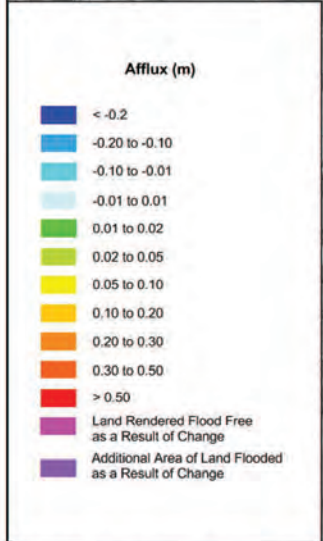 Afflux (m)
< -0.2
-0.20 to -0.10
-0.10 to -0.01
-0.01 to 0.01
0.01 to 0.02
0.02 to 0.05
0.05 to 0.10
0.10 to 0.20
0.20 to 0.30
0.30 to 0.50
> 0.50
Land Rendered Flood Free
as a Result of Change
Additional Area of Land Flooded
as a Result of Change